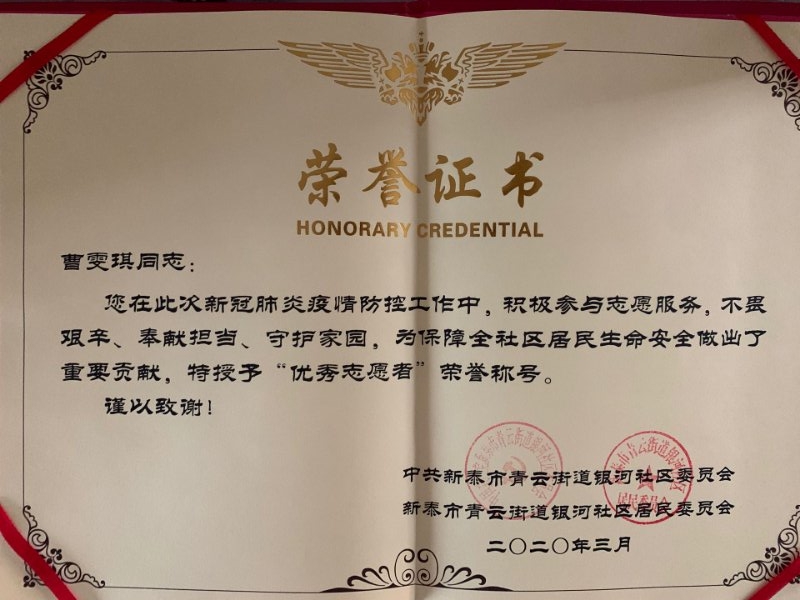 荣誉证书
HONORARY CREDENTIAL
曹雯琪同志：
您在此次新冠肺炎疫情防控工作中，积极参与志愿服务，不畏
艰辛、奉献担当、守护家园，为保障全社区居民生命安全做出了
重要贡献，特授予“优秀志愿者”荣誉称号。
谨以致谢！
中共新泰市青云街道银河社区委员会
新泰市青云街道银河社区居民委员会
二〇二〇年三月